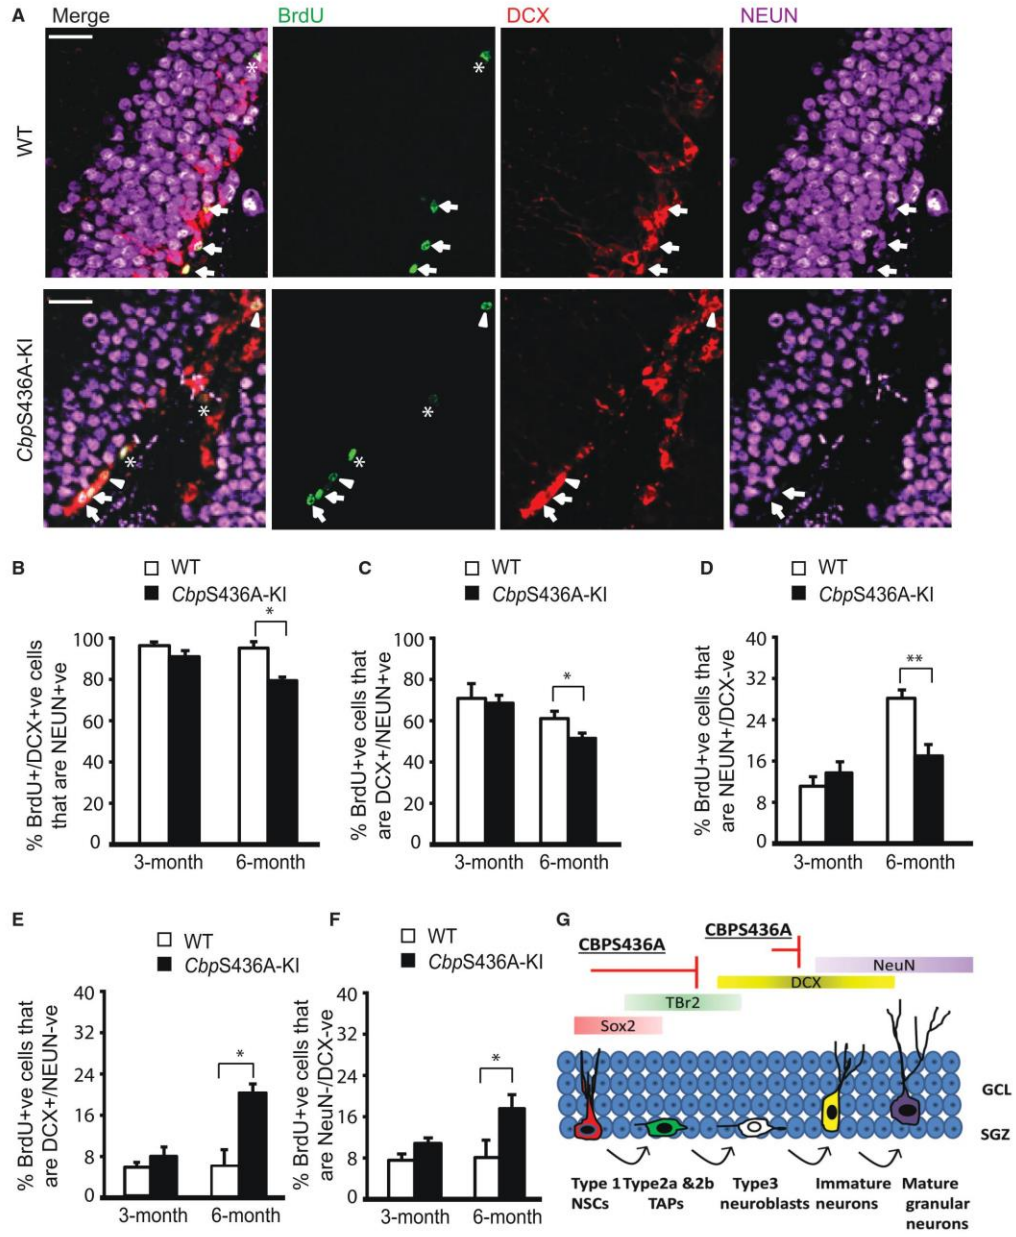 A Merge BrdU DCX NEUN
WT
* *
CbpS436A-KI
* *
* *
B
WT
CbpS436A-KI
% BrdU+/DCX+ve cells
that are NEUN+ve
100
80
60
40
20
0
*
3-month 6-month
C
WT
CbpS436A-KI
% BrdU+ve cells that
are DCX+/NEUN+ve
100
80
60
40
20
0
*
3-month 6-month
D
WT
CbpS436A-KI
% BrdU+ve cells that
are NEUN+/DCX-ve
40
32
24
16
8
0
**
3-month 6-month
E
WT
CbpS436A-KI
% BrdU+ve cells that
are DCX+/NEUN-ve
40
32
24
16
8
0
*
3-month 6-month
F
WT
CbpS436A-KI
% BrdU+ve cells that
are NeuN-/DCX-ve
40
32
24
16
8
0
*
3-month 6-month
G
CBPS436A
CBPS436A
NeuN
DCX
TBr2
Sox2
GCL
SGZ
Type 1 Type2a &2b Type3 Immature Mature
NSCs TAPs neuroblasts neurons granular
neurons